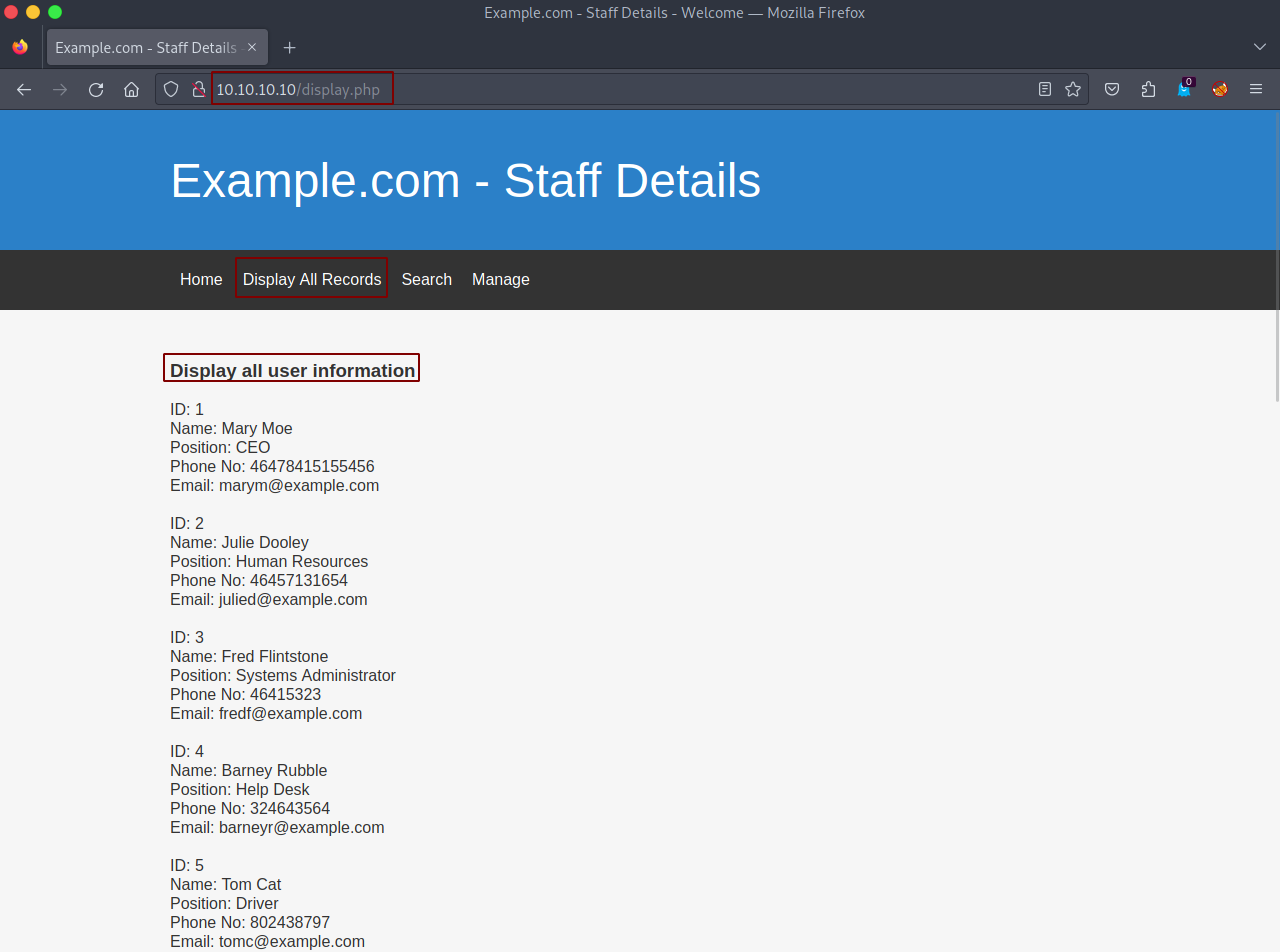 Example.com - Staff Details - Welcome — Mozilla Firefox
Example.com - Staff Details
10.10.10.10/display.php
0
Example.com - Staff Details
Home Display All Records Search Manage
Display all user information
ID: 1
Name: Mary Moe
Position: CEO
Phone No: 46478415155456
Email: marym@example.com
ID: 2
Name: Julie Dooley
Position: Human Resources
Phone No: 46457131654
Email: julied@example.com
ID: 3
Name: Fred Flintstone
Position: Systems Administrator
Phone No: 46415323
Email: fredf@example.com
ID: 4
Name: Barney Rubble
Position: Help Desk
Phone No: 324643564
Email: barneyr@example.com
ID: 5
Name: Tom Cat
Position: Driver
Phone No: 802438797
Email: tomc@example.com